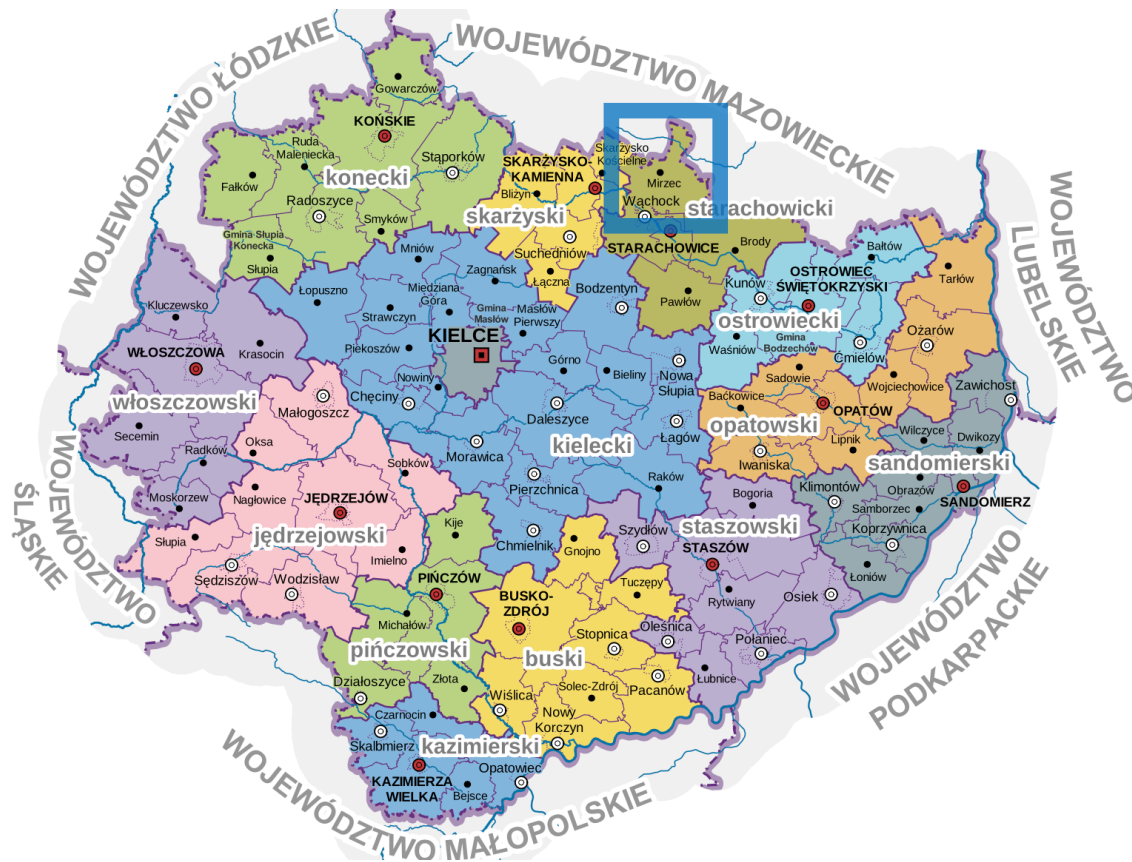 WOJEWÓDZTWO ŁÓDZKIE
WOJEWÓDZTWO MAZOWIECKIE
WOJEWÓDZTWO
LUBELSKIE
WOJEWÓDZTWO
PODKARPACKIE
WOJEWÓDZTWO MAŁOPOLSKIE
WOJEWÓDZTWO
ŚLĄSKIE
Gowarczów
KOŃSKIE
Ruda
Maleniecka
Stąporków
konecki
Fałków
Radoszyce
Smyków
Gmina Słupia
Konecka
Słupia
SKARŻYSKO-
KAMIENNA
Skarżysko
Kościelne
Bliżyn
skarżyski
Suchedniów
Łączna
Mirzec
Wąchock
starachowicki
STARACHOWICE
Brody
Pawłów
Mniów
Zagnańsk
Łopuszno
Miedziana
Góra
Gmina
Masłów
Masłów
Pierwszy
Bodzentyn
Strawczyn
KIELCE
Piekoszów
Górno
Bieliny
Nowa
Słupia
Nowiny
Chęciny
Daleszyce
Łagów
kielecki
Morawica
Pierzchnica
Raków
Chmielnik
Bałtów
OSTROWIEC
ŚWIĘTOKRZYSKI
Kunów
ostrowiecki
Waśniów
Gmina
Bodzechów
Ćmielów
Tarłów
Ożarów
Sadowie
Wojciechowice
Baćkowice
OPATÓW
opatowski
Lipnik
Iwaniska
Zawichost
Wilczyce
Dwikozy
sandomierski
Klimontów
Obrazów
SANDOMIERZ
Samborzec
Koprzywnica
Łoniów
Kluczewsko
WŁOSZCZOWA
Krasocin
włoszczowski
Secemin
Radków
Moskorzew
Małogoszcz
Oksa
Sobków
Nagłowice
JĘDRZEJÓW
jędrzejowski
Słupia
Imielno
Sędziszów
Wodzisław
Kije
PIŃCZÓW
Michałów
pińczowski
Działoszyce
Złota
Bogoria
Szydłów
staszowski
STASZÓW
Rytwiany
Osiek
Oleśnica
Połaniec
Łubnice
Gnojno
Tuczępy
BUSKO-
ZDRÓJ
Stopnica
buski
Pacanów
Solec-Zdrój
Wiślica
Nowy
Korczyn
Czarnocin
Skalbmierz
kazimierski
KAZIMIERZA
WIELKA
Opatowiec
Bejsce